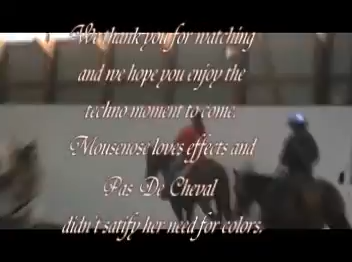 We thank you for watching
and we hope you enjoy the
techno moment to come.
Mousenose loves effects and
Pas De Cheval
didn't satify her need for colors.